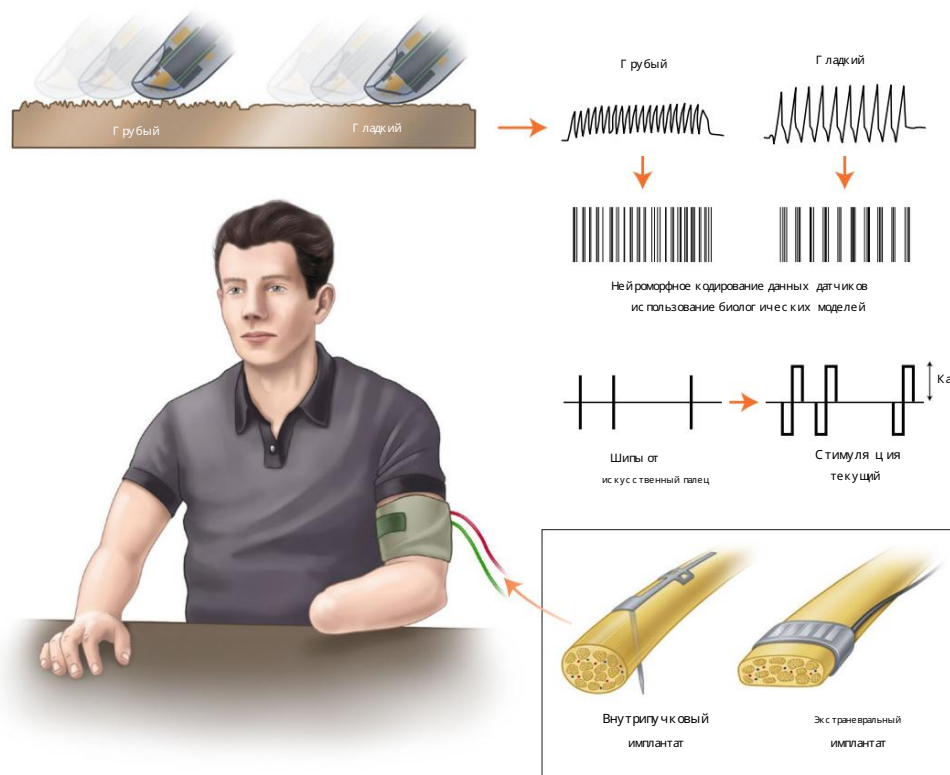 Грубый
Гладкий
Грубый
Гладкий
Нейроморфное кодирование данных датчиков
использование биологических моделей
Шипы от
искусственный палец
Стимуляция
текущий
Внутрипучковый
имплантат
Экстраневральный
имплантат